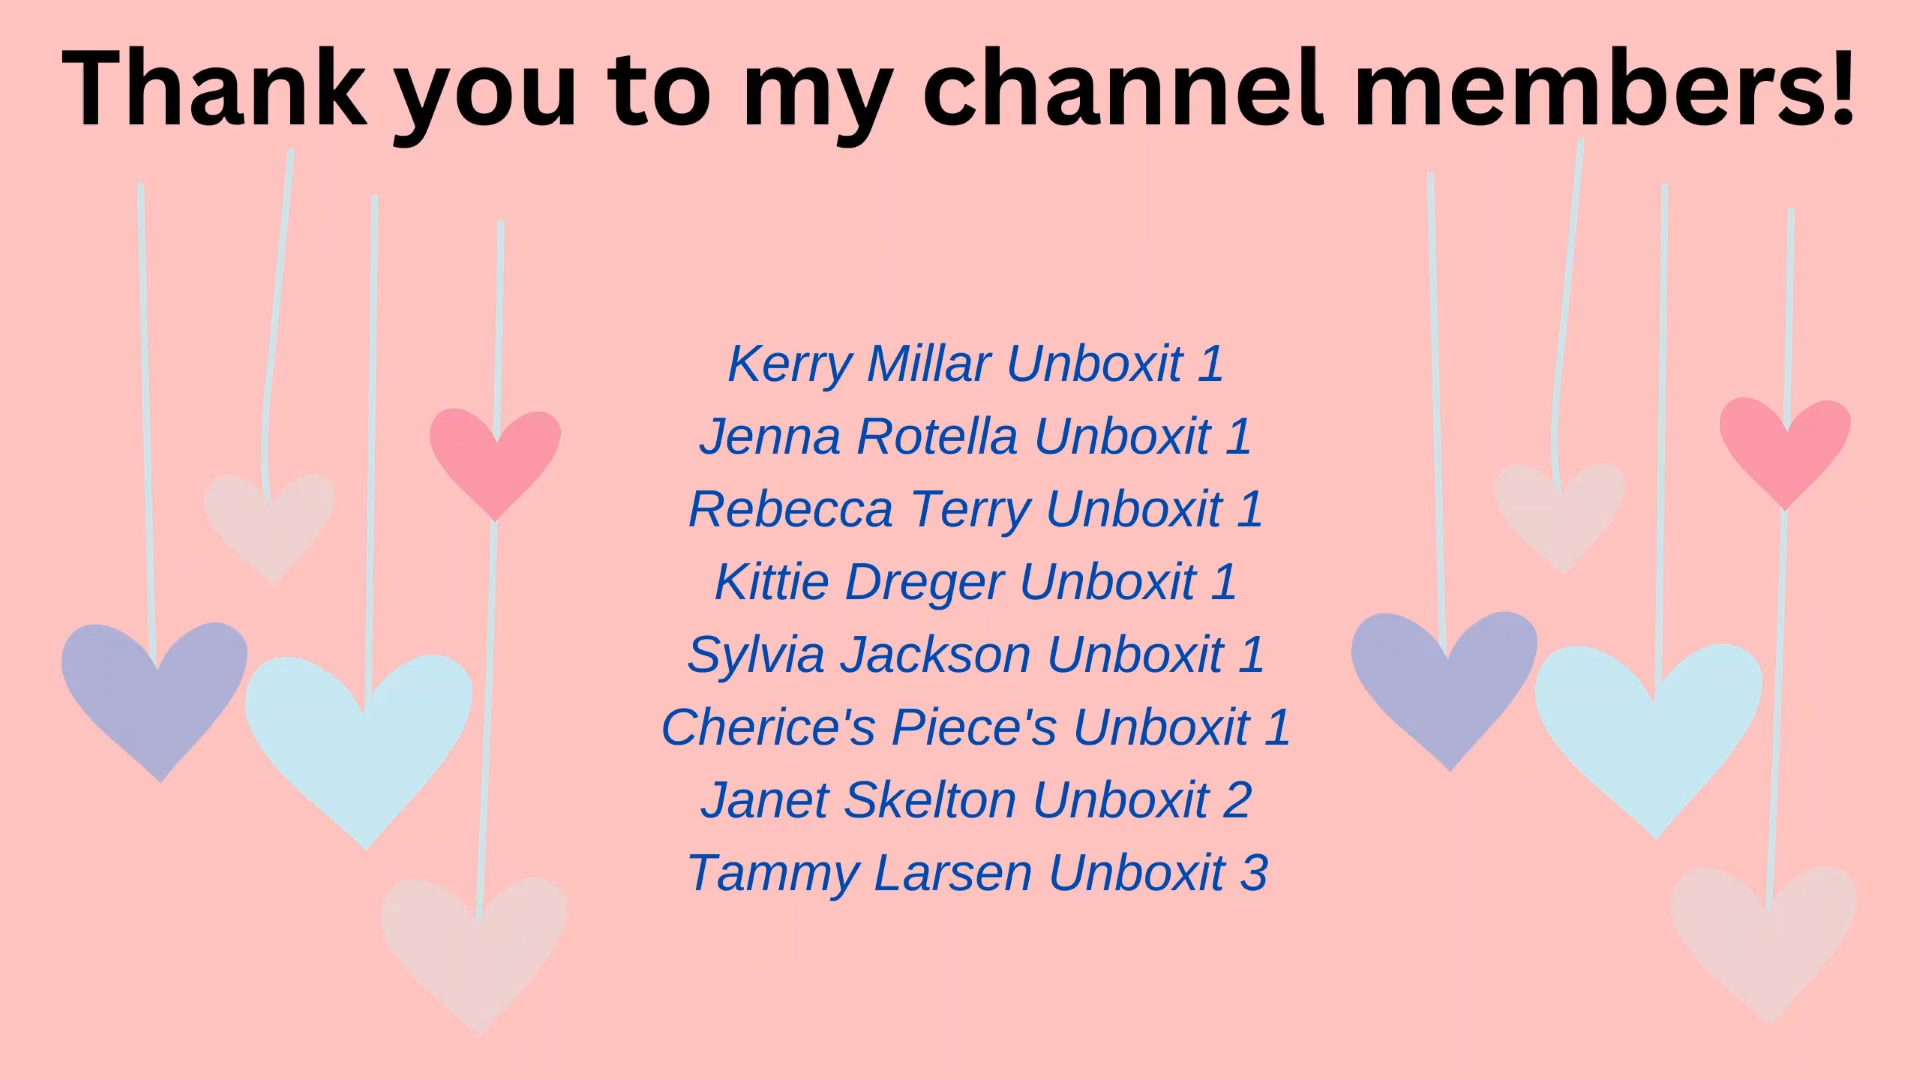 Thank you to my channel members!
Kerry Millar Unboxit 1
Jenna Rotella Unboxit 1
Rebecca Terry Unboxit 1
Kittie Dreger Unboxit 1
Sylvia Jackson Unboxit 1
Cherice's Piece's Unboxit 1
Janet Skelton Unboxit 2
Tammy Larsen Unboxit 3